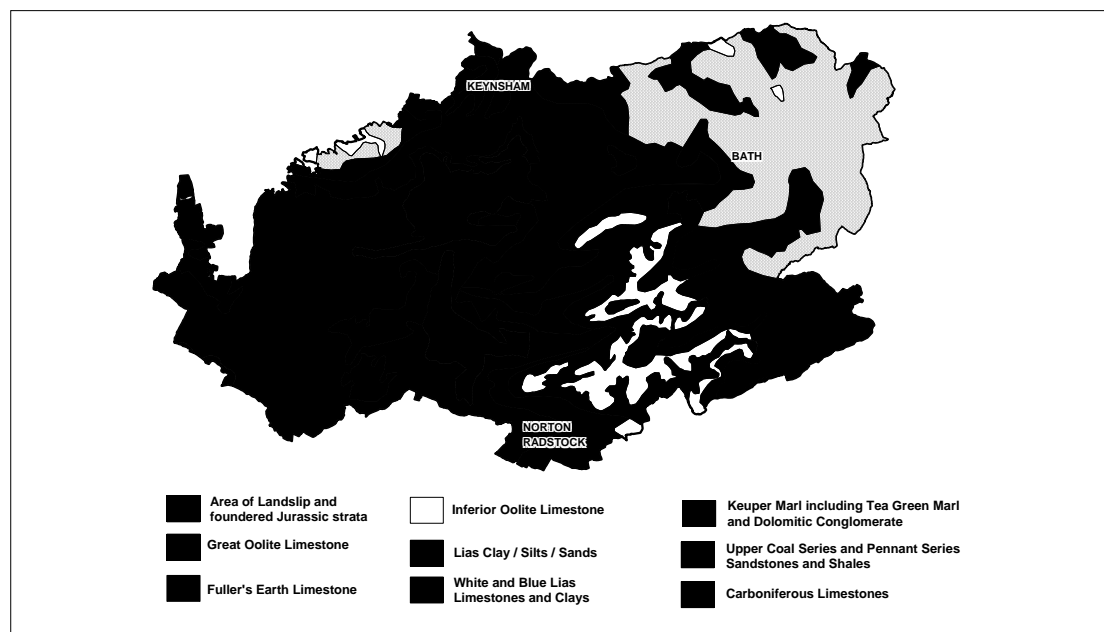 KEYNSHAM
BATH
NORTON
RADSTOCK
Area of Landslip and
foundered Jurassic strata
Great Oolite Limestone
Fuller's Earth Limestone
Inferior Oolite Limestone
Lias Clay / Silts / Sands
White and Blue Lias
Limestones and Clays
Keuper Marl including Tea Green Marl
and Dolomitic Conglomerate
Upper Coal Series and Pennant Series
Sandstones and Shales
Carboniferous Limestones